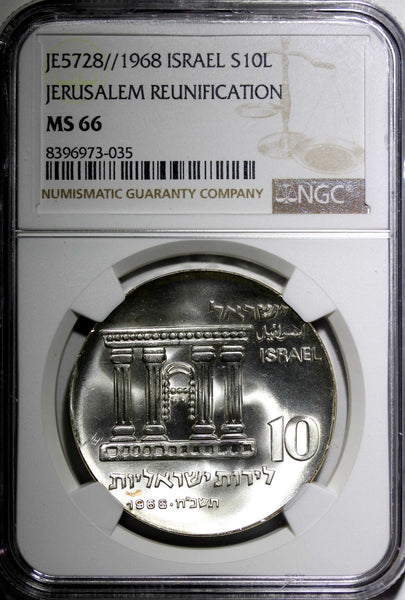 JE5728//1968 ISRAEL S10L
JERUSALEM REUNIFICATION
MS 66
8396973-035
NUMISMATIC GUARANTY COMPANY
NGC
ישראל
اسرائيل
ISRAEL
10
לירות ישראליות
1968·תשכ"ח